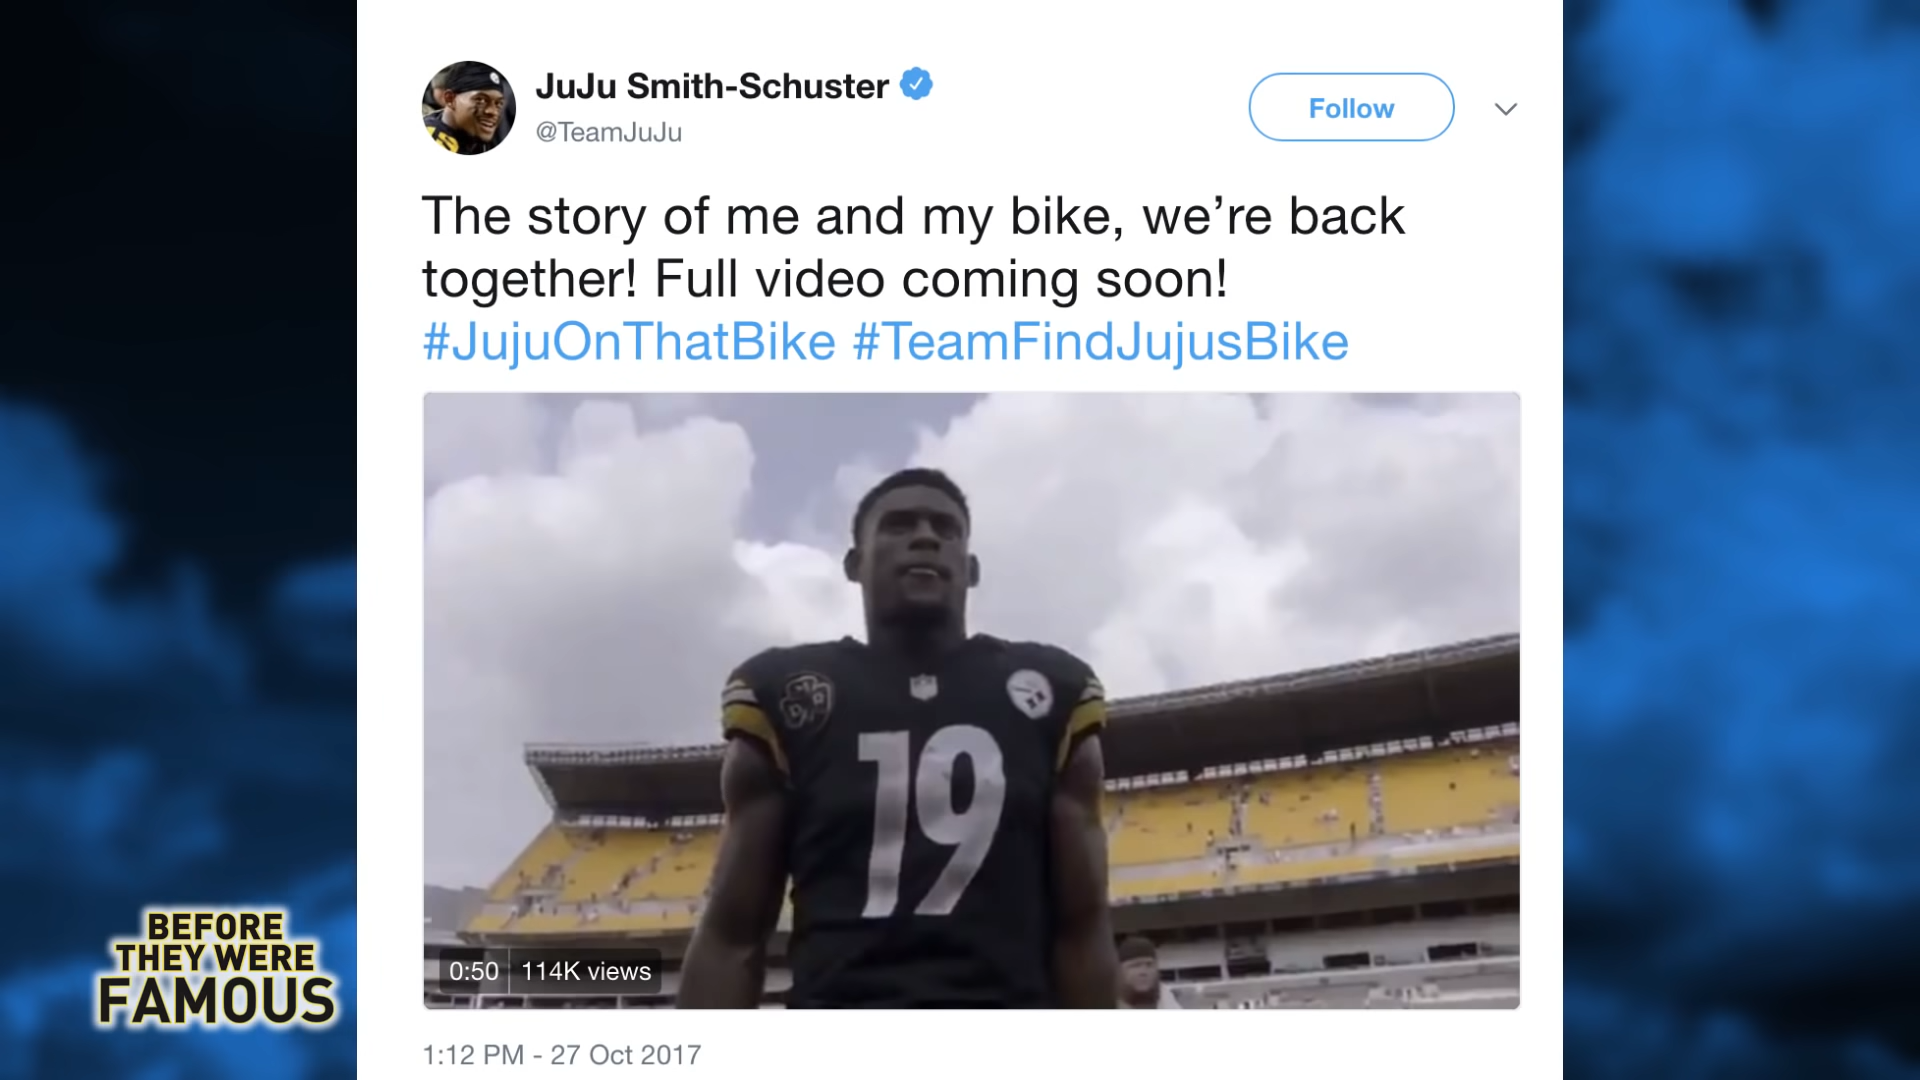 JuJu Smith-Schuster
@TeamJuJu
Follow
The story of me and my bike, we’re back
together! Full video coming soon!
#JujuOnThatBike #TeamFindJujusBike
19
0:50 114K views
1:12 PM - 27 Oct 2017
BEFORE
THEY WERE
FAMOUS